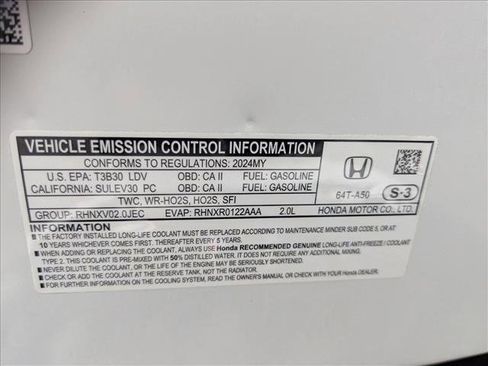 VEHICLE EMISSION CONTROL INFORMATION
CONFORMS TO REGULATIONS: 2024MY
U.S. EPA: T3B30 LDV OBD: CA II FUEL: GASOLINE
CALIFORNIA: SULEV30 PC OBD: CA II FUEL: GASOLINE
TWC, WR-HO2S, HO2S, SFI
GROUP: RHNXV02.0JEC EVAP: RHNXR0122AAA 2.0L
HONDA
64T-A50 S-3
HONDA MOTOR CO., LTD.
INFORMATION
■ THE FACTORY INSTALLED LONG-LIFE COOLANT MUST BE REPLACED ACCORDING TO MAINTENANCE MINDER SUB CODE 5, OR AT
10 YEARS WHICHEVER COMES FIRST. THEREAFTER EVERY 5 YEARS.
■ WHEN ADDING OR REPLACING THE COOLANT, ALWAYS USE Honda RECOMMENDED GENUINE LONG-LIFE ANTI-FREEZE / COOLANT
TYPE 2. THIS COOLANT IS PRE-MIXED WITH 50% DISTILLED WATER. IT DOES NOT REQUIRE ANY ADDITIONAL MIXING.
■ NEVER DILUTE THE COOLANT, OR THE LIFE OF THE ENGINE MAY BE SERIOUSLY SHORTENED.
■ CHECK OR ADD THE COOLANT AT THE RESERVE TANK, NOT THE RADIATOR.
■ FOR FURTHER INFORMATION ON THE COOLING SYSTEM, READ THE OWNER'S MANUAL OR CHECK WITH AN AUTHORIZED Honda DEALER.